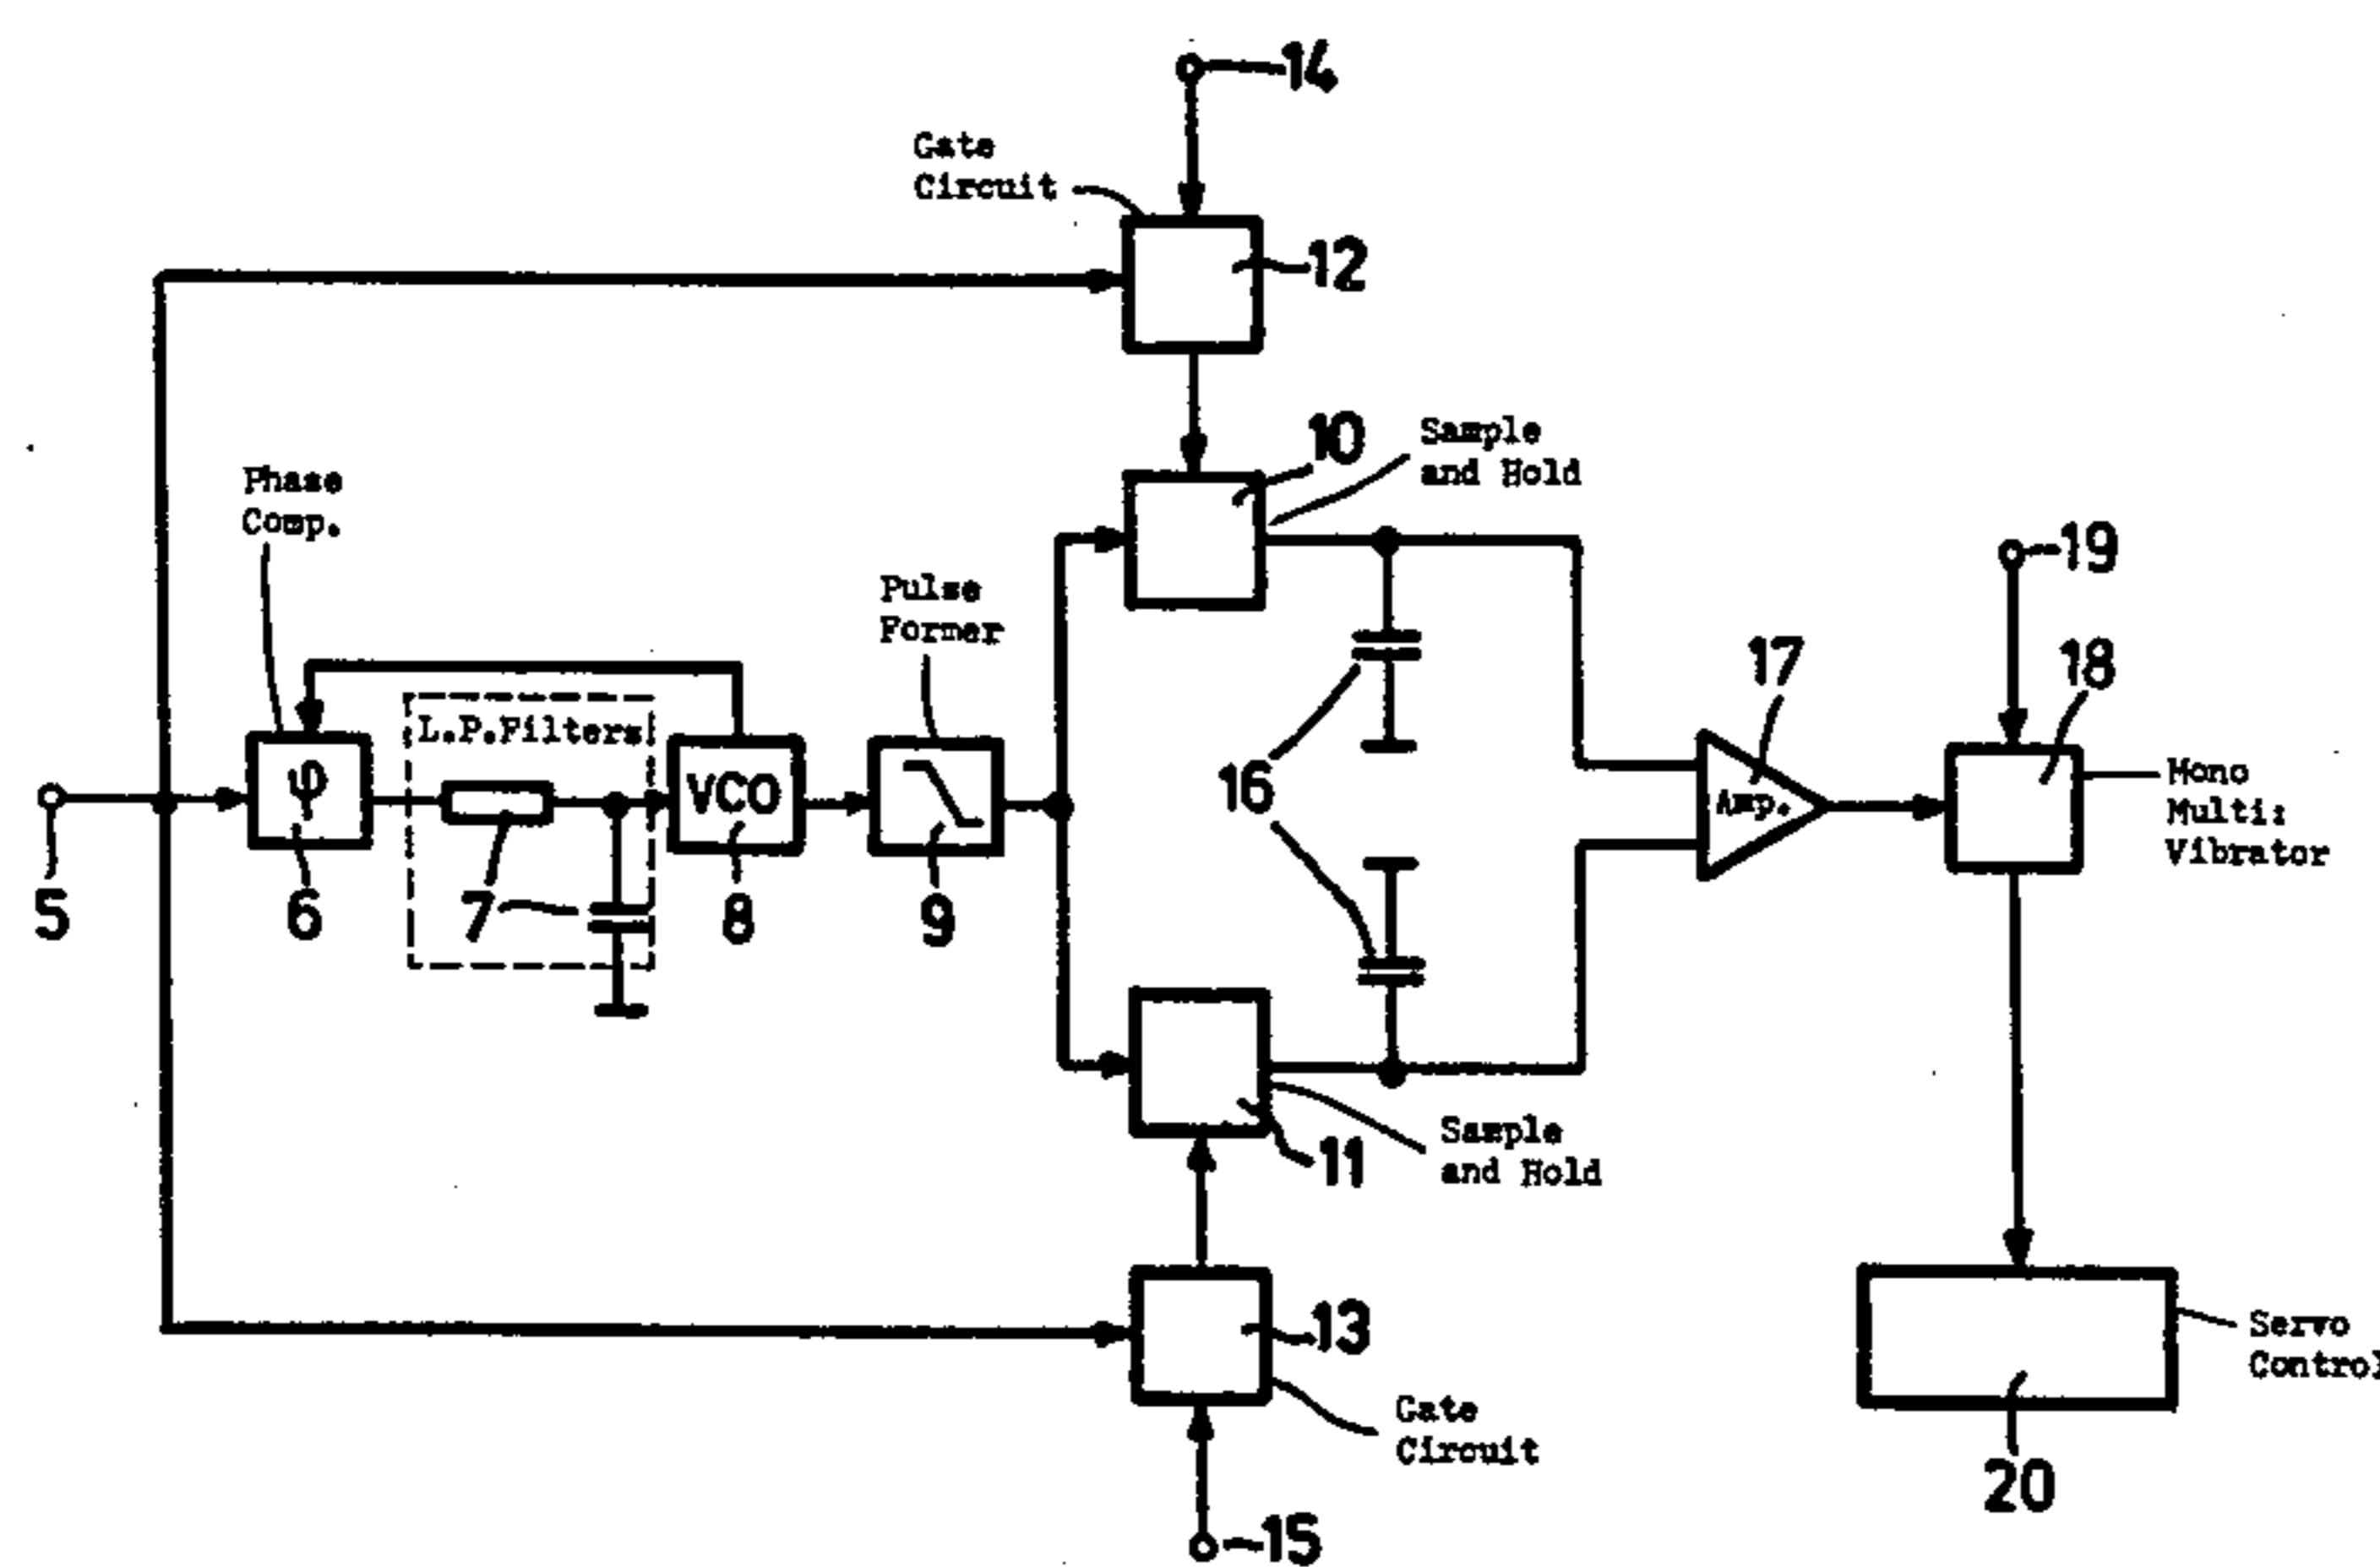 14
Gate
Circuit
12
10
Sample
and Hold
Phase
Comp.
19
Pulse
Former
17
18
L.P.Filters
φ
VCO
16
Amp.
Mono
Multi:
Vibrator
5
6
7
8
9
11
Sample
and Hold
13
Servo
Control
Gate
Circuit
20
15